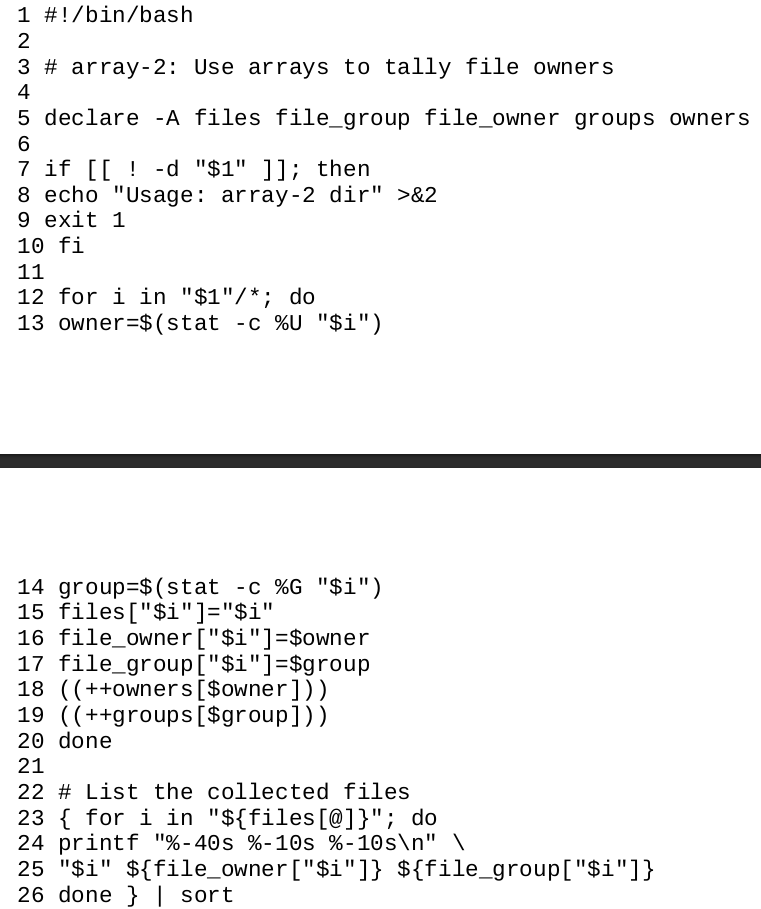 1 #!/bin/bash
2
3 # array-2: Use arrays to tally file owners
4
5 declare -A files file_group file_owner groups owners
6
7 if [[ ! -d "$1" ]]; then
8 echo "Usage: array-2 dir" >&2
9 exit 1
10 fi
11
12 for i in "$1"/*; do
13 owner=$(stat -c %U "$i")
14 group=$(stat -c %G "$i")
15 files["$i"]="$i"
16 file_owner["$i"]=$owner
17 file_group["$i"]=$group
18 ((++owners[$owner]))
19 ((++groups[$group]))
20 done
21
22 # List the collected files
23 { for i in "${files[@]}"; do
24 printf "%-40s %-10s %-10s\n" \
25 "$i" ${file_owner["$i"]} ${file_group["$i"]}
26 done } | sort